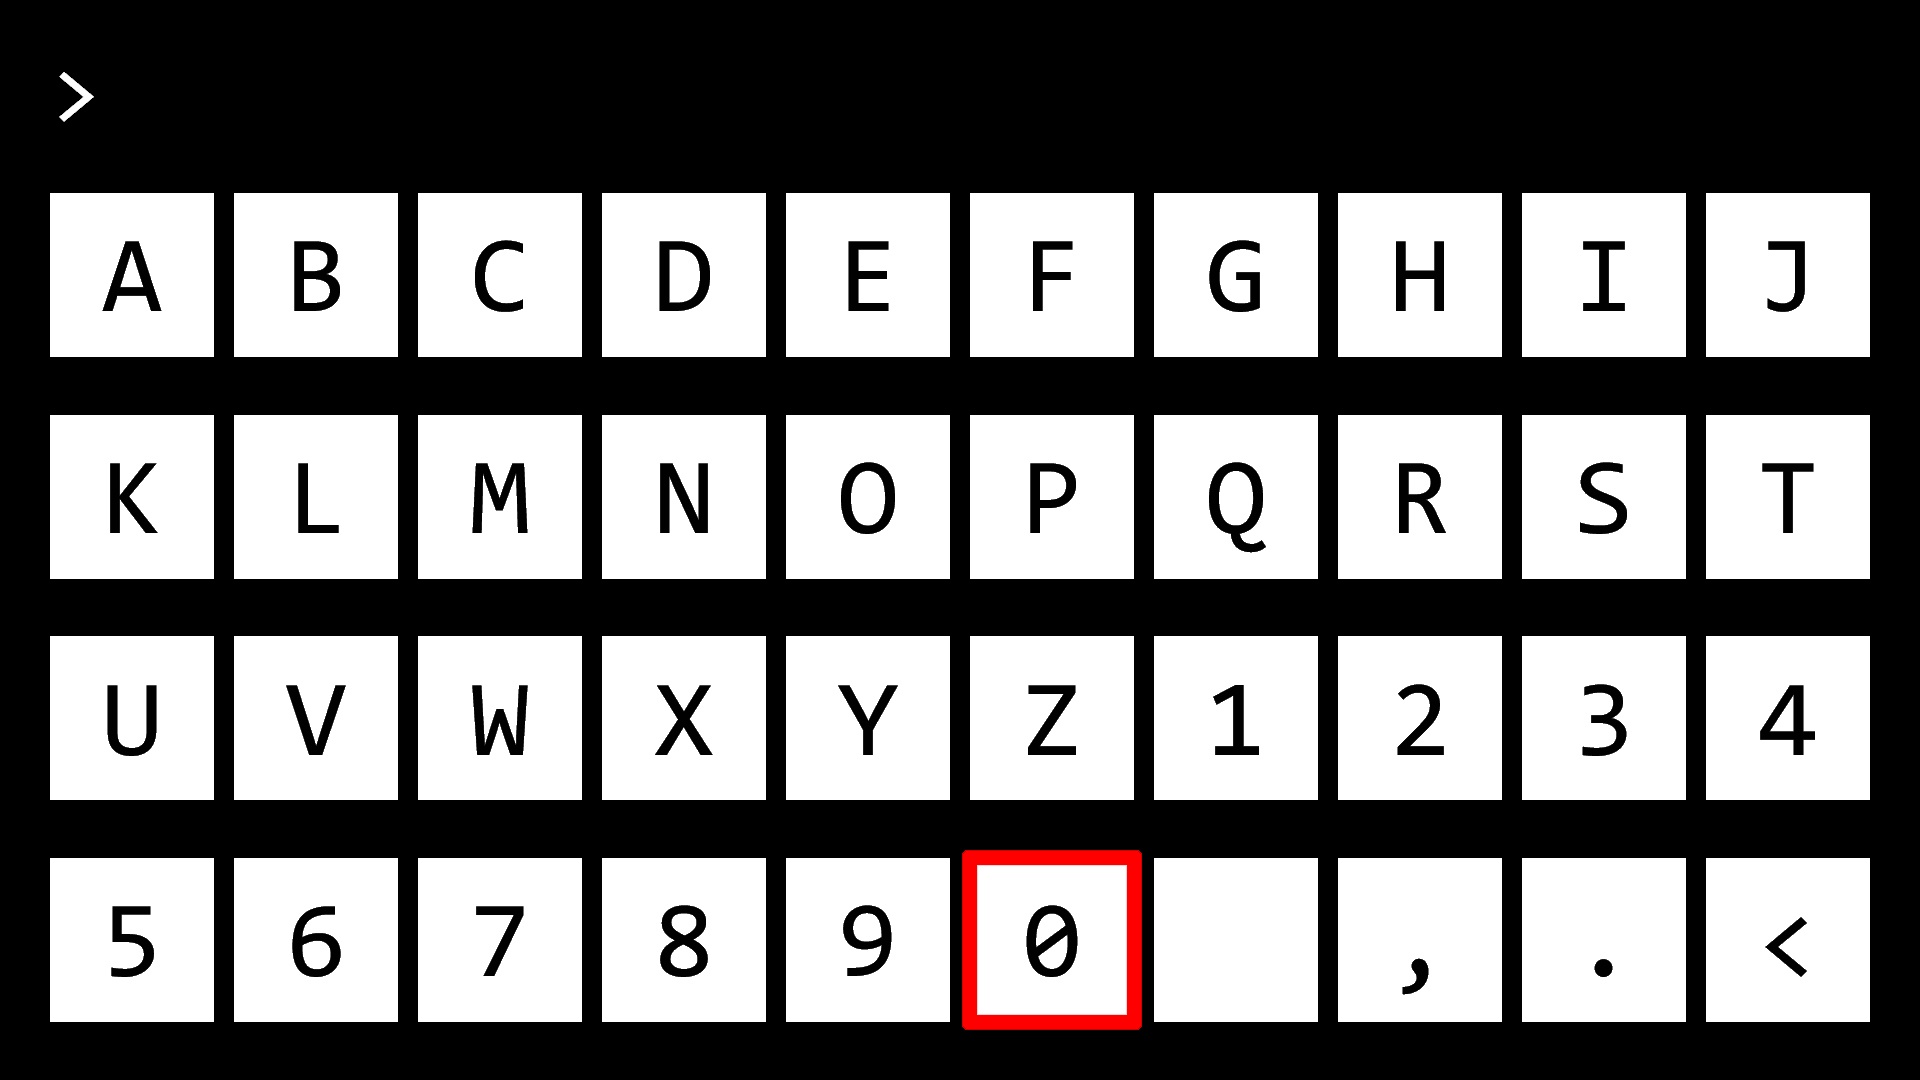 >
A B C D E F G H I J
K L M N O P Q R S T
U V W X Y Z 1 2 3 4
5 6 7 8 9 0 , . <